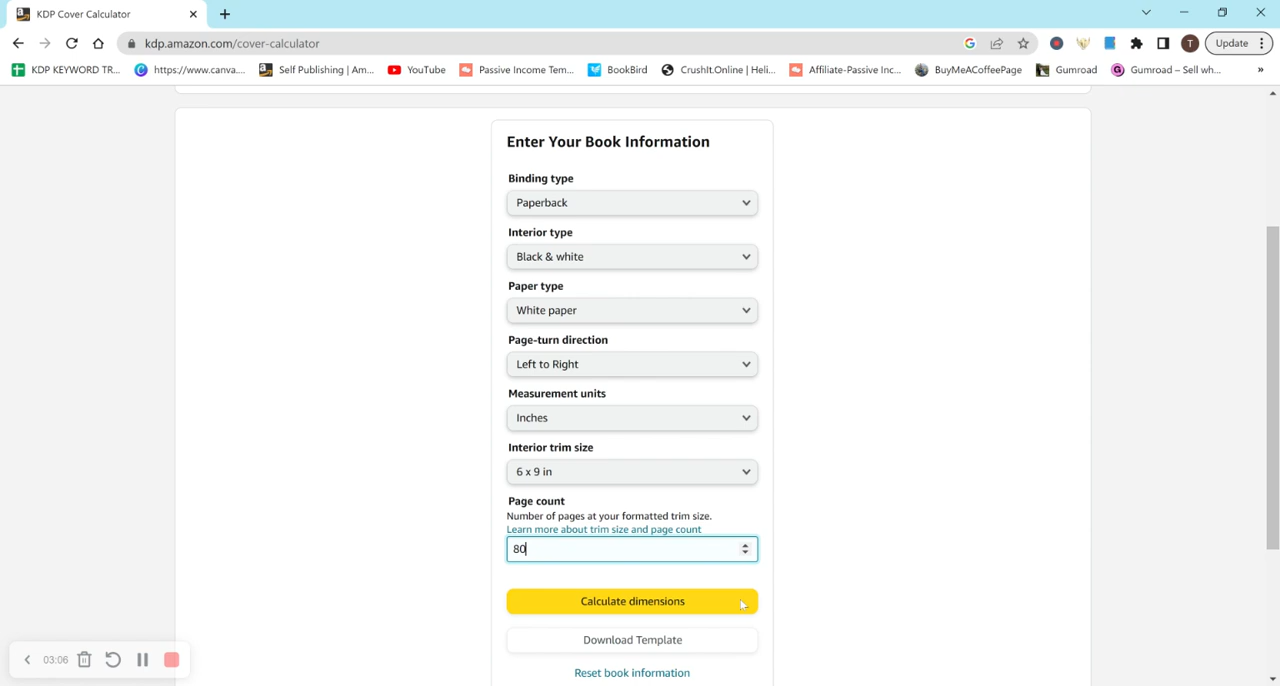 KDP Cover Calculator
kdp.amazon.com/cover-calculator
T
Update
KDP KEYWORD TR...
https://www.canva....
Self Publishing | Am...
YouTube
Passive Income Tem...
BookBird
CrushIt.Online | Heli...
Affiliate-Passive Inc...
BuyMeACoffeePage
Gumroad
Gumroad – Sell wh...
»
Enter Your Book Information
Binding type
Paperback
Interior type
Black & white
Paper type
White paper
Page-turn direction
Left to Right
Measurement units
Inches
Interior trim size
6 x 9 in
Page count
Number of pages at your formatted trim size.
Learn more about trim size and page count
80
Calculate dimensions
Download Template
Reset book information
03:06